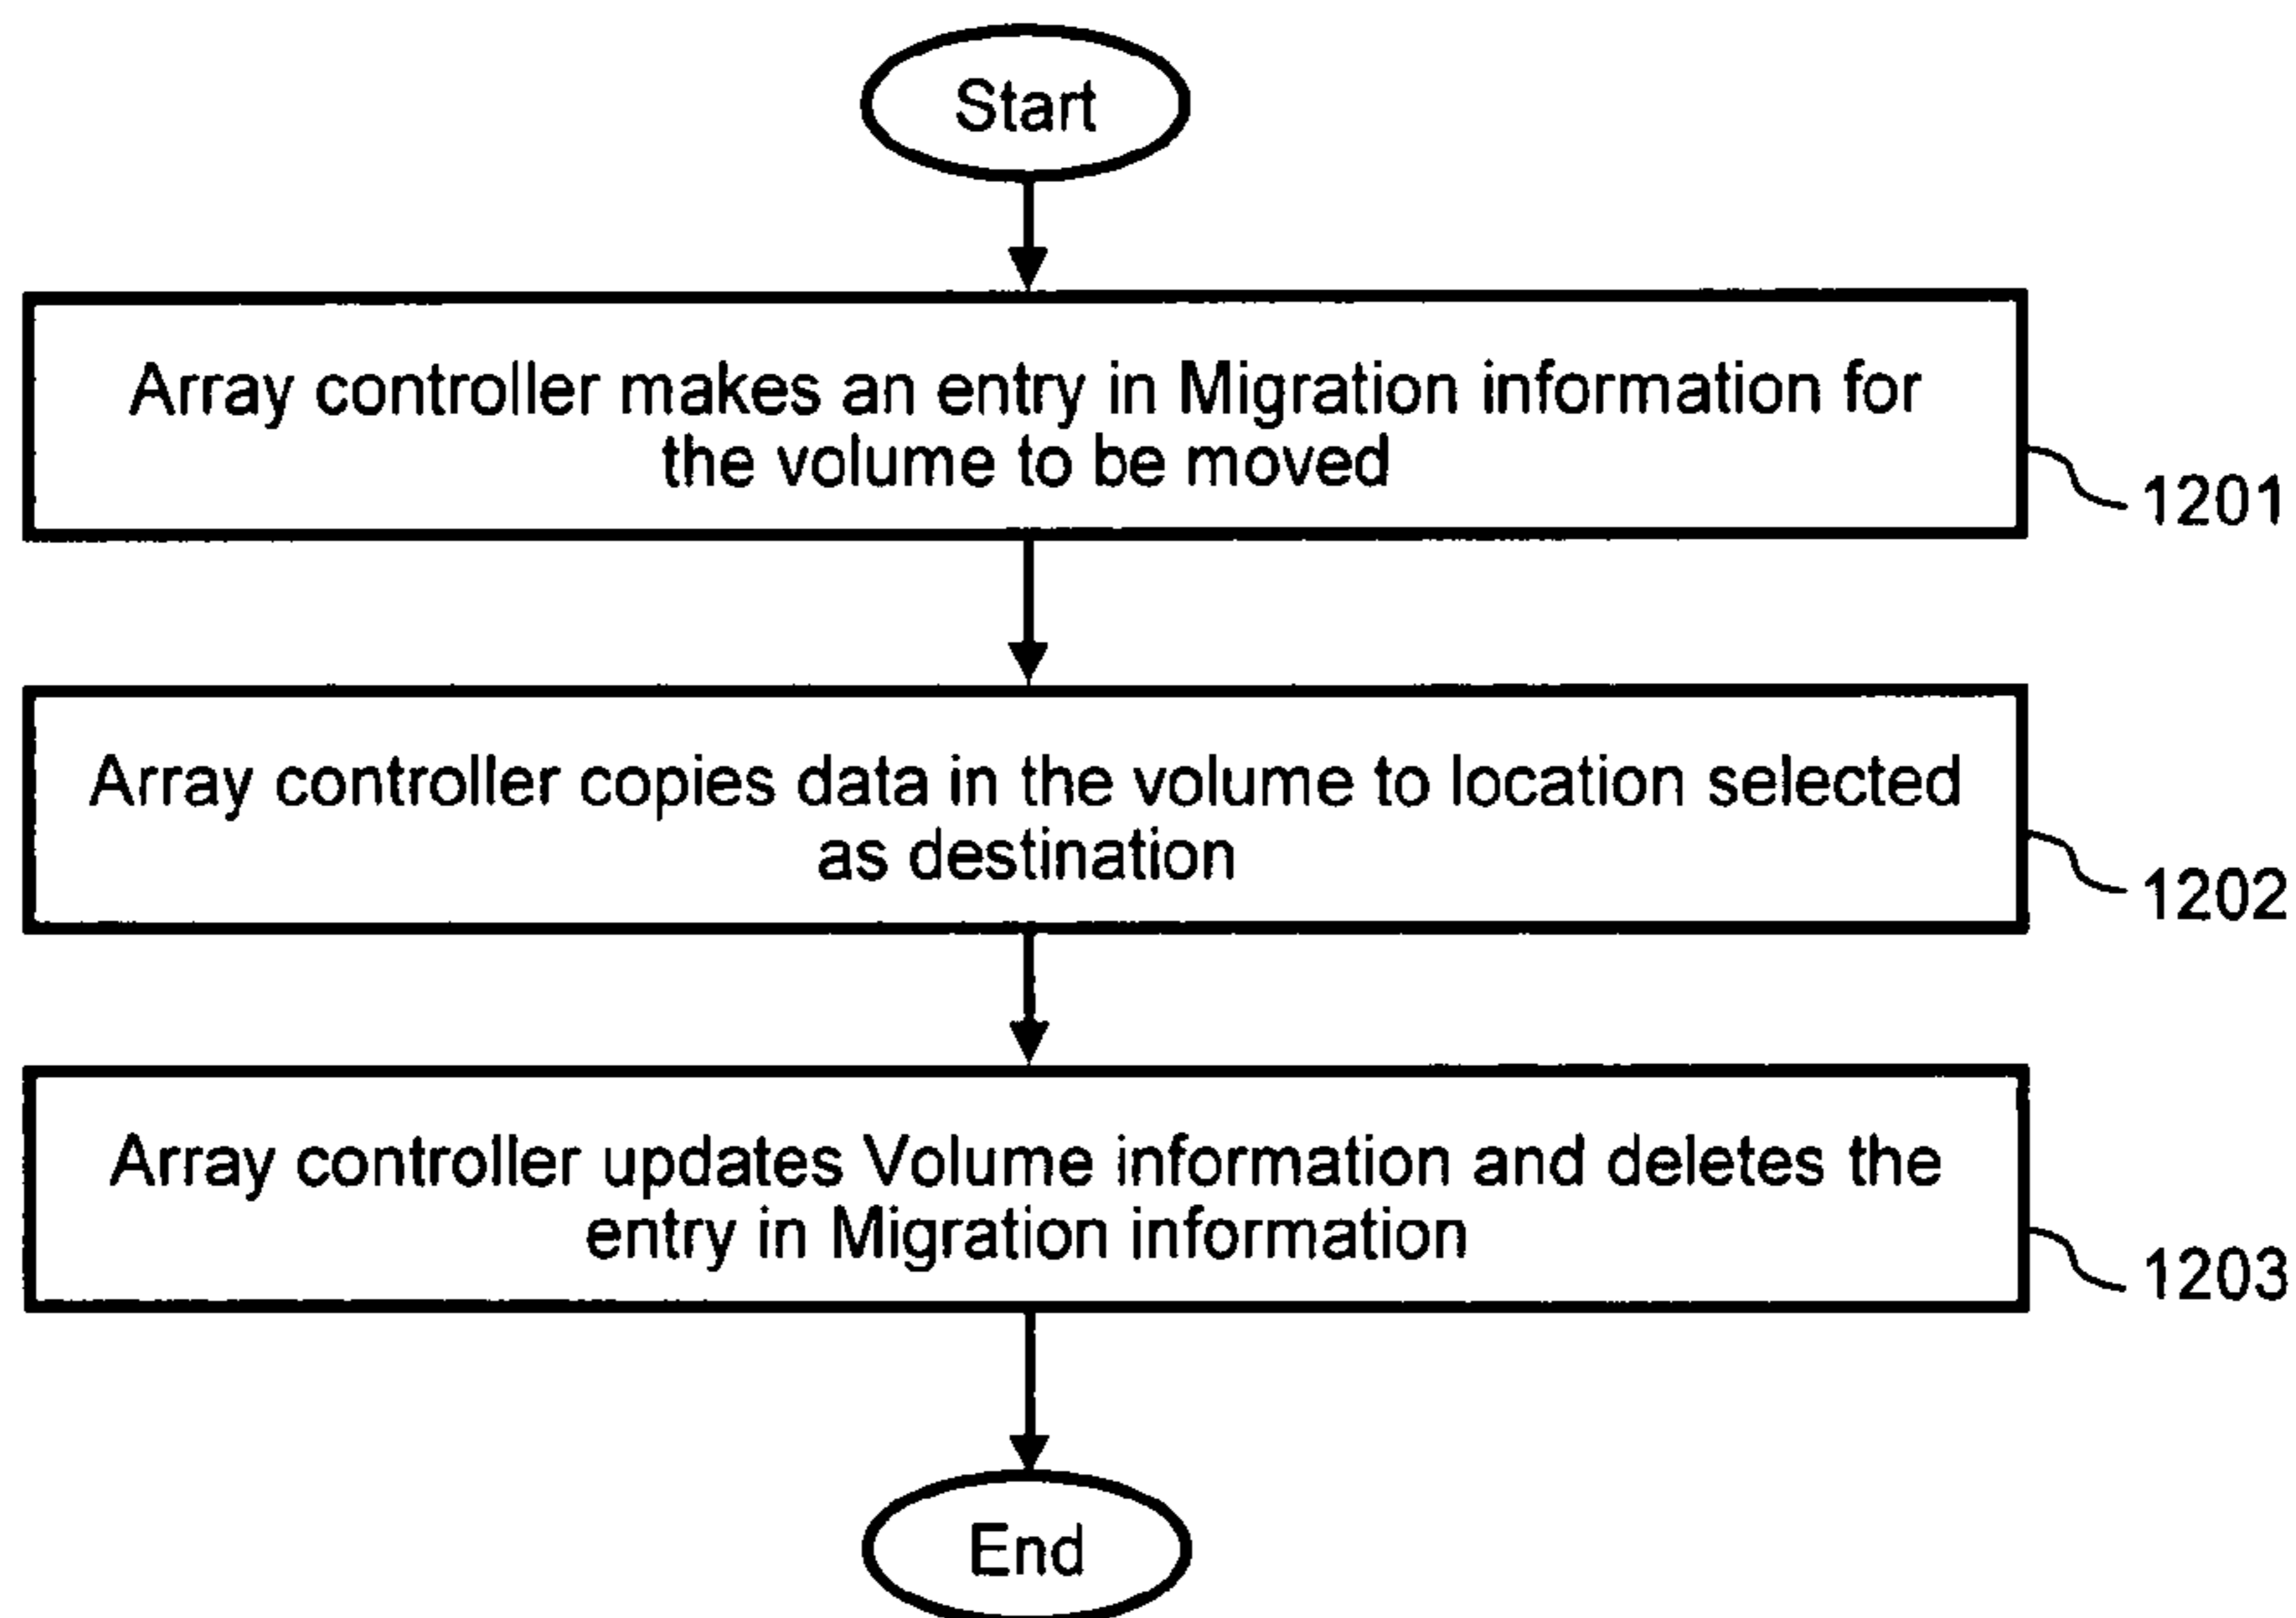 Start
Array controller makes an entry in Migration information for
the volume to be moved
1201
Array controller copies data in the volume to location selected
as destination
1202
Array controller updates Volume information and deletes the
entry in Migration information
1203
End